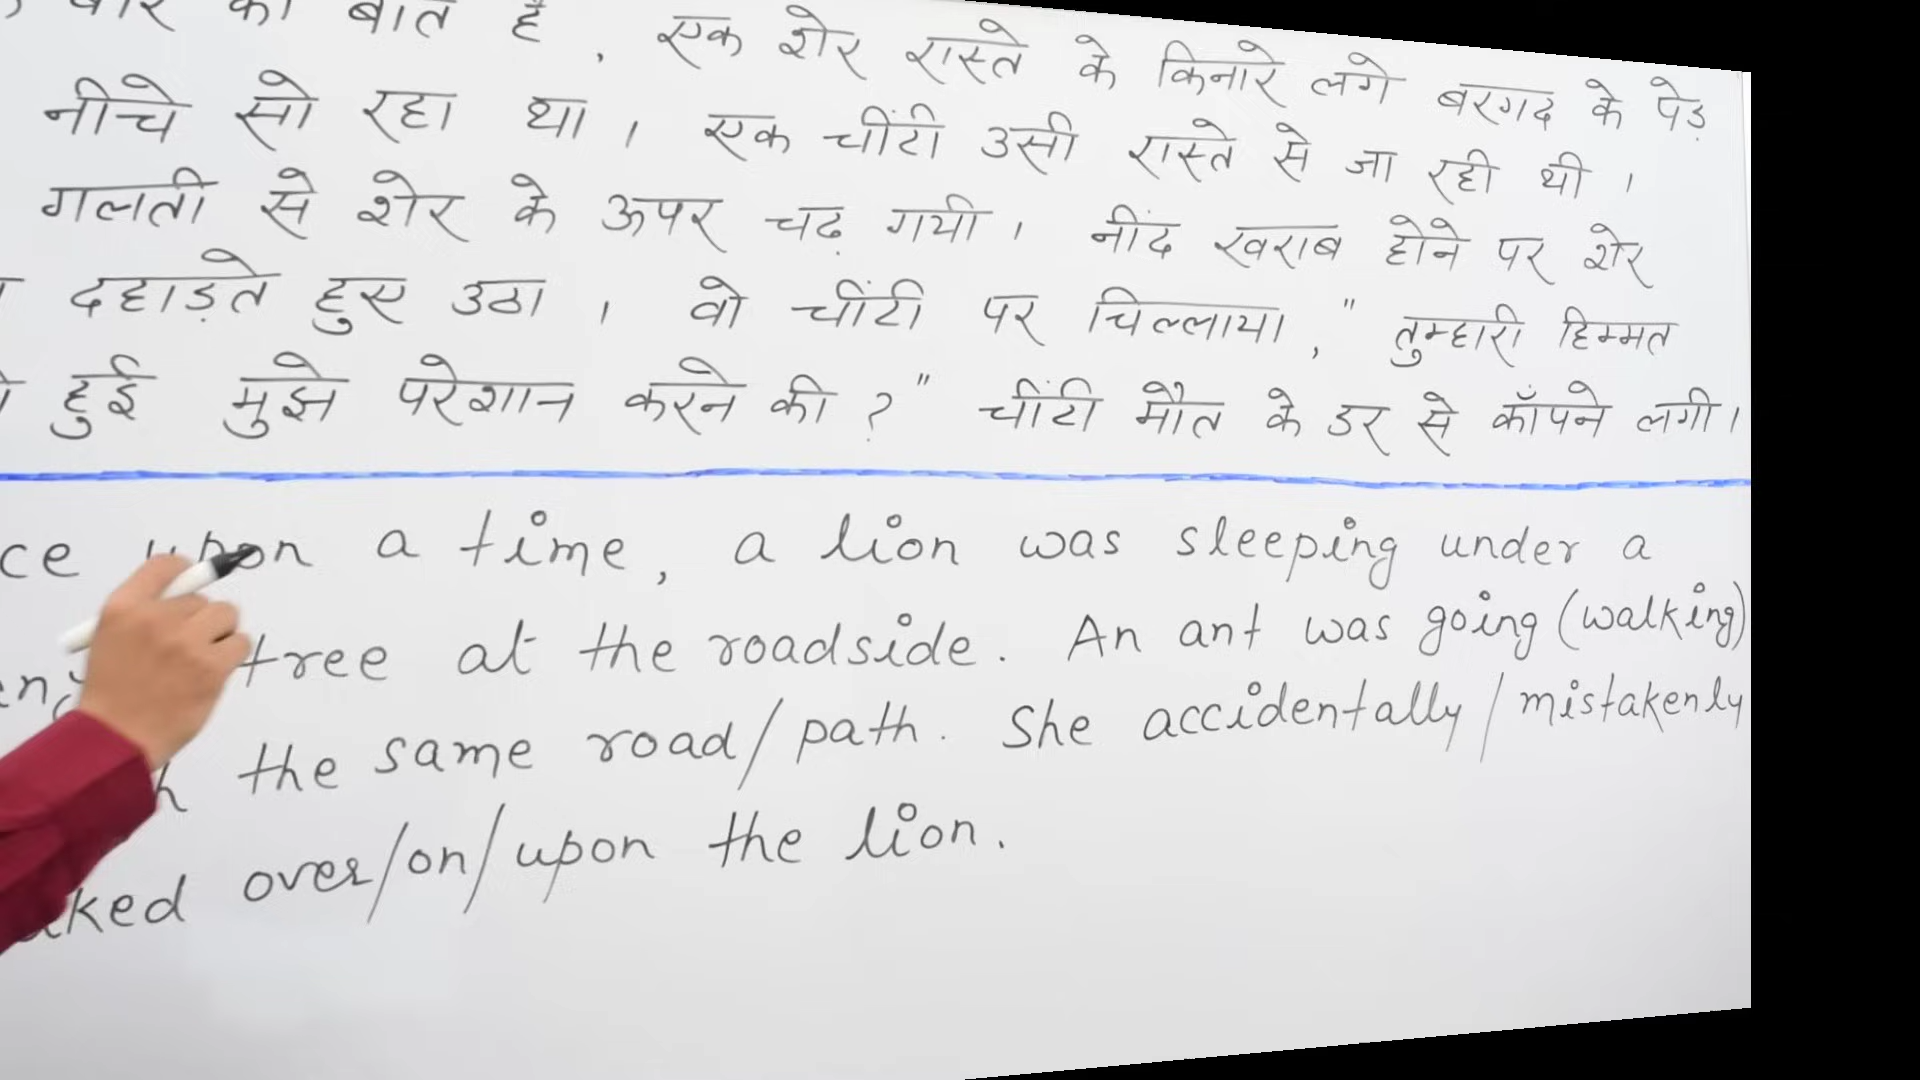 बात है, एक शेर रास्ते के किनारे लगे बरगद के पेड़
नीचे सो रहा था । एक चींटी उसी रास्ते से जा रही थी ।
गलती से शेर के ऊपर चढ़ गयी । नींद खराब होने पर शेर
दहाड़ते हुए उठा । वो चींटी पर चिल्लाया, " तुम्हारी हिम्मत
हुई मुझे परेशान करने की ? " चींटी मौत के डर से काँपने लगी ।
ce upon a time, a lion was sleeping under a
tree at the roadside. An ant was going (walking)
the same road/path. She accidentally/mistakenly
ked over/on/upon the lion.